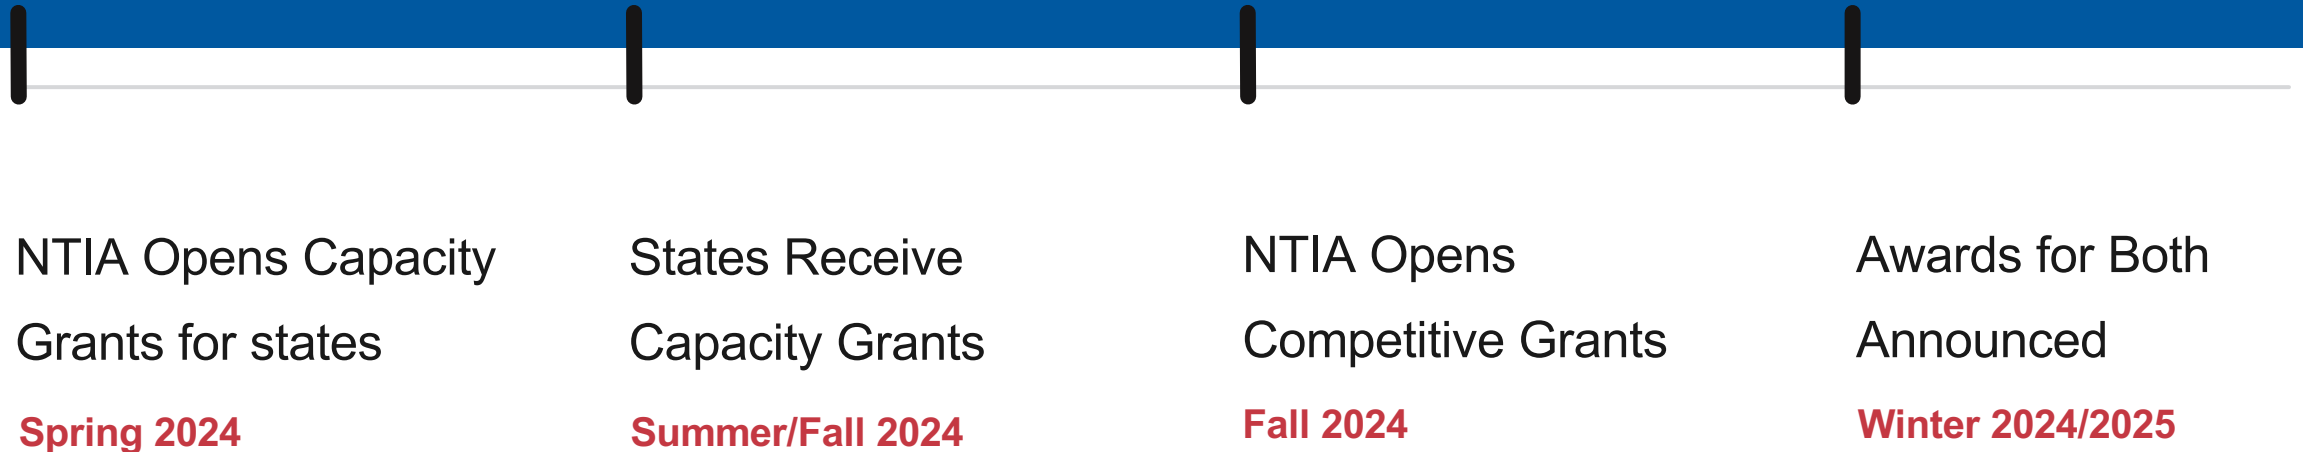 NTIA Opens Capacity
Grants for states
Spring 2024
States Receive
Capacity Grants
Summer/Fall 2024
NTIA Opens
Competitive Grants
Fall 2024
Awards for Both
Announced
Winter 2024/2025